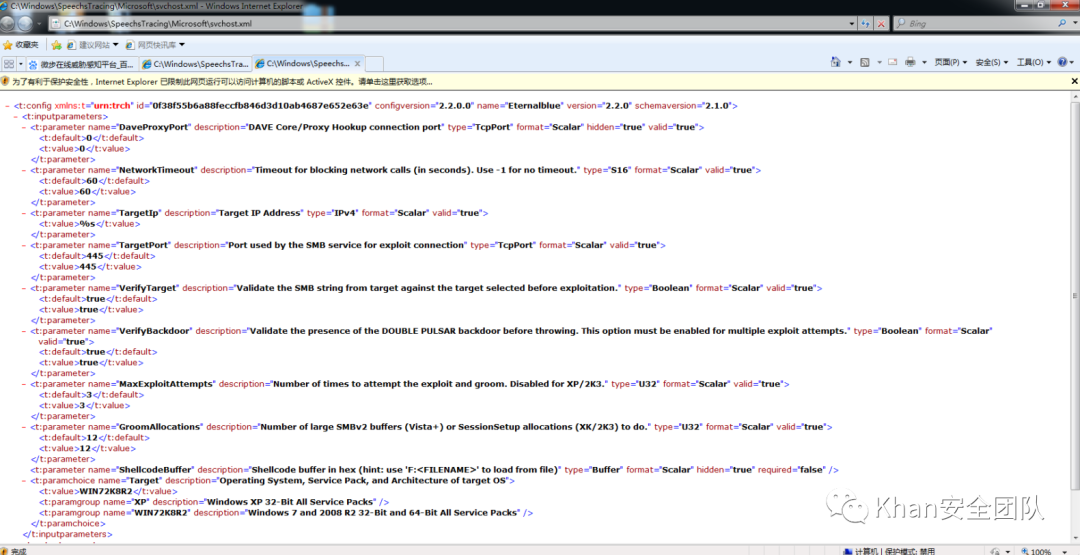 C:\Windows\SpeechsTracing\Microsoft\svchost.xml - Windows Internet Explorer
C:\Windows\SpeechsTracing\Microsoft\svchost.xml
Bing
收藏夹 建议网站 网页快讯库
微步在线威胁感知平台_百... C:\Windows\SpeechsTra... C:\Windows\Speechs... 页面(P) 安全(S) 工具(O)
为了有利于保护安全性，Internet Explorer 已限制此网页运行可以访问计算机的脚本或 ActiveX 控件。请单击这里获取选项...
- <t:config xmlns:t="urn:trch" id="0f38f55b6a88feccfb846d3d10ab4687e652e63e" configversion="2.2.0.0" name="Eternalblue" version="2.2.0" schemaversion="2.1.0">
- <t:inputparameters>
- <t:parameter name="DaveProxyPort" description="DAVE Core/Proxy Hookup connection port" type="TcpPort" format="Scalar" hidden="true" valid="true">
<t:default>0</t:default>
<t:value>0</t:value>
</t:parameter>
- <t:parameter name="NetworkTimeout" description="Timeout for blocking network calls (in seconds). Use -1 for no timeout." type="S16" format="Scalar" valid="true">
<t:default>60</t:default>
<t:value>60</t:value>
</t:parameter>
- <t:parameter name="TargetIp" description="Target IP Address" type="IPv4" format="Scalar" valid="true">
<t:value>%s</t:value>
</t:parameter>
- <t:parameter name="TargetPort" description="Port used by the SMB service for exploit connection" type="TcpPort" format="Scalar" valid="true">
<t:default>445</t:default>
<t:value>445</t:value>
</t:parameter>
- <t:parameter name="VerifyTarget" description="Validate the SMB string from target against the target selected before exploitation." type="Boolean" format="Scalar" valid="true">
<t:default>true</t:default>
<t:value>true</t:value>
</t:parameter>
- <t:parameter name="VerifyBackdoor" description="Validate the presence of the DOUBLE PULSAR backdoor before throwing. This option must be enabled for multiple exploit attempts." type="Boolean" format="Scalar"
valid="true">
<t:default>true</t:default>
<t:value>true</t:value>
</t:parameter>
- <t:parameter name="MaxExploitAttempts" description="Number of times to attempt the exploit and groom. Disabled for XP/2K3." type="U32" format="Scalar" valid="true">
<t:default>3</t:default>
<t:value>3</t:value>
</t:parameter>
- <t:parameter name="GroomAllocations" description="Number of large SMBv2 buffers (Vista+) or SessionSetup allocations (XK/2K3) to do." type="U32" format="Scalar" valid="true">
<t:default>12</t:default>
<t:value>12</t:value>
</t:parameter>
<t:parameter name="ShellcodeBuffer" description="Shellcode buffer in hex (hint: use 'F:<FILENAME>' to load from file)" type="Buffer" format="Scalar" hidden="true" required="false" />
- <t:paramchoice name="Target" description="Operating System, Service Pack, and Architecture of target OS">
<t:value>WIN72K8R2</t:value>
<t:paramgroup name="XP" description="Windows XP 32-Bit All Service Packs" />
<t:paramgroup name="WIN72K8R2" description="Windows 7 and 2008 R2 32-Bit and 64-Bit All Service Packs" />
</t:paramchoice>
</t:inputparameters>
Khan安全团队
完成 计算机 | 保护模式: 禁用 100%